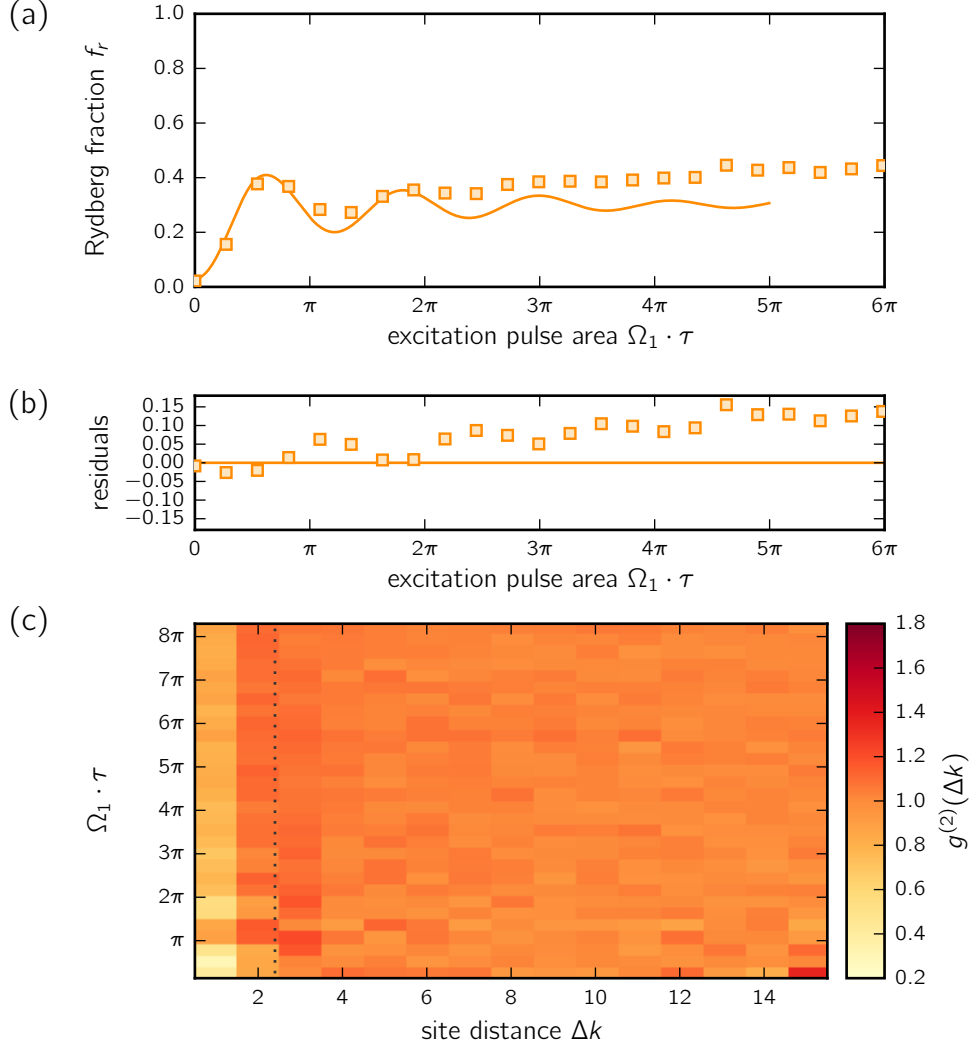 (a)
Rydberg fraction f_r
1.0
0.8
0.6
0.4
0.2
0.0
0 π 2π 3π 4π 5π 6π
excitation pulse area Ω₁ · τ
(b)
residuals
0.15
0.10
0.05
0.00
−0.05
−0.10
−0.15
0 π 2π 3π 4π 5π 6π
excitation pulse area Ω₁ · τ
(c)
Ω₁ · τ
8π
7π
6π
5π
4π
3π
2π
π
2 4 6 8 10 12 14
site distance Δk
1.8
1.6
1.4
1.2
1.0
0.8
0.6
0.4
0.2
g⁽²⁾(Δk)